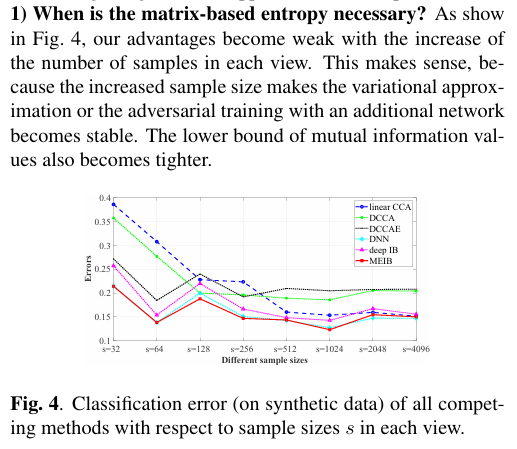 1) When is the matrix-based entropy necessary? As show
in Fig. 4, our advantages become weak with the increase of
the number of samples in each view. This makes sense, be-
cause the increased sample size makes the variational approx-
imation or the adversarial training with an additional network
becomes stable. The lower bound of mutual information val-
ues also becomes tighter.
0.4
0.35
0.3
0.25
0.2
0.15
0.1
Errors
linear CCA
DCCA
DCCAE
DNN
deep IB
MEIB
s=32 s=64 s=128 s=256 s=512 s=1024 s=2048 s=4096
Different sample sizes
Fig. 4. Classification error (on synthetic data) of all compet-
ing methods with respect to sample sizes s in each view.